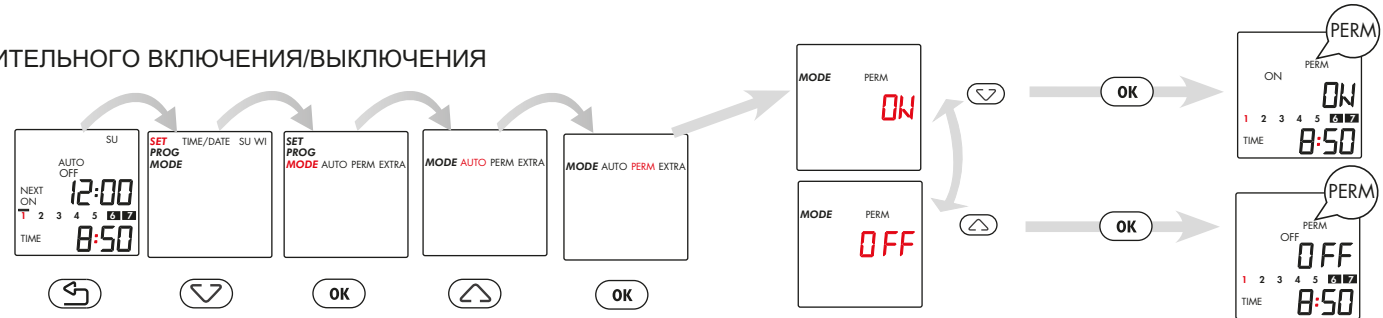 ИТЕЛЬНОГО ВКЛЮЧЕНИЯ/ВЫКЛЮЧЕНИЯ
SU
AUTO
OFF
NEXT
ON
12:00
1 2 3 4 5 6 7
TIME
8:50
SET TIME/DATE SU WI
PROG
MODE
SET
PROG
MODE AUTO PERM EXTRA
MODE AUTO PERM EXTRA
MODE AUTO PERM EXTRA
OK
OK
MODE PERM
ON
MODE PERM
OFF
OK
OK
PERM
PERM
ON
ON
1 2 3 4 5 6 7
TIME
8:50
PERM
PERM
OFF
OFF
1 2 3 4 5 6 7
TIME
8:50